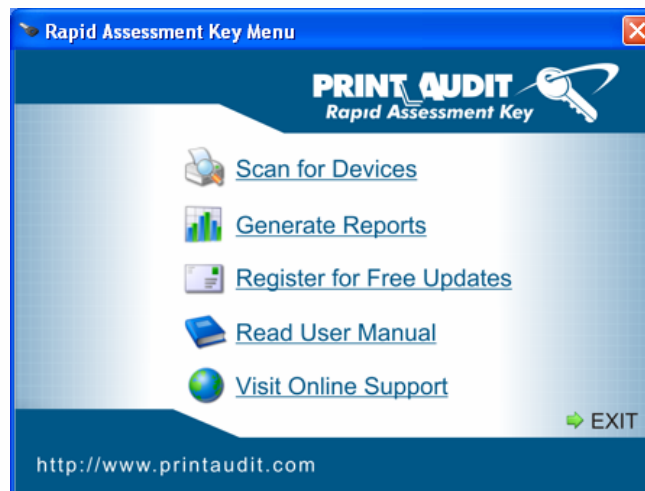 Rapid Assessment Key Menu
PRINT AUDIT
Rapid Assessment Key
Scan for Devices
Generate Reports
Register for Free Updates
Read User Manual
Visit Online Support
EXIT
http://www.printaudit.com